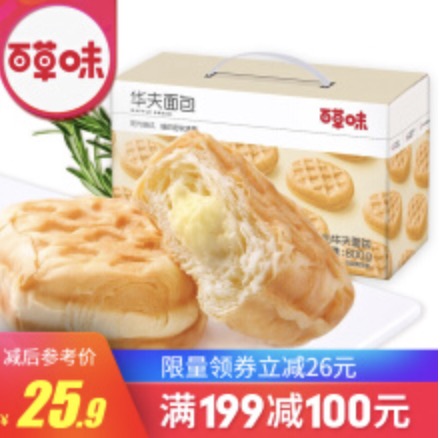 百草味
华夫面包
百草味
减后参考价
¥25.9
限量领券立减26元
满199减100元